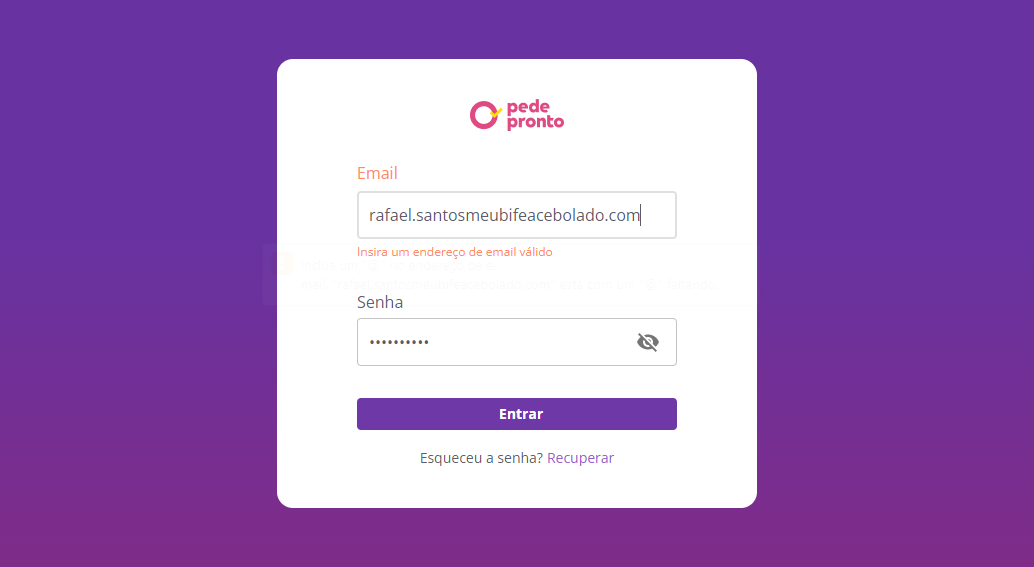 pede
pronto
Email
rafael.santosmeubifeacebolado.com
Insira um endereço de email válido
Senha
Entrar
Esqueceu a senha? Recuperar